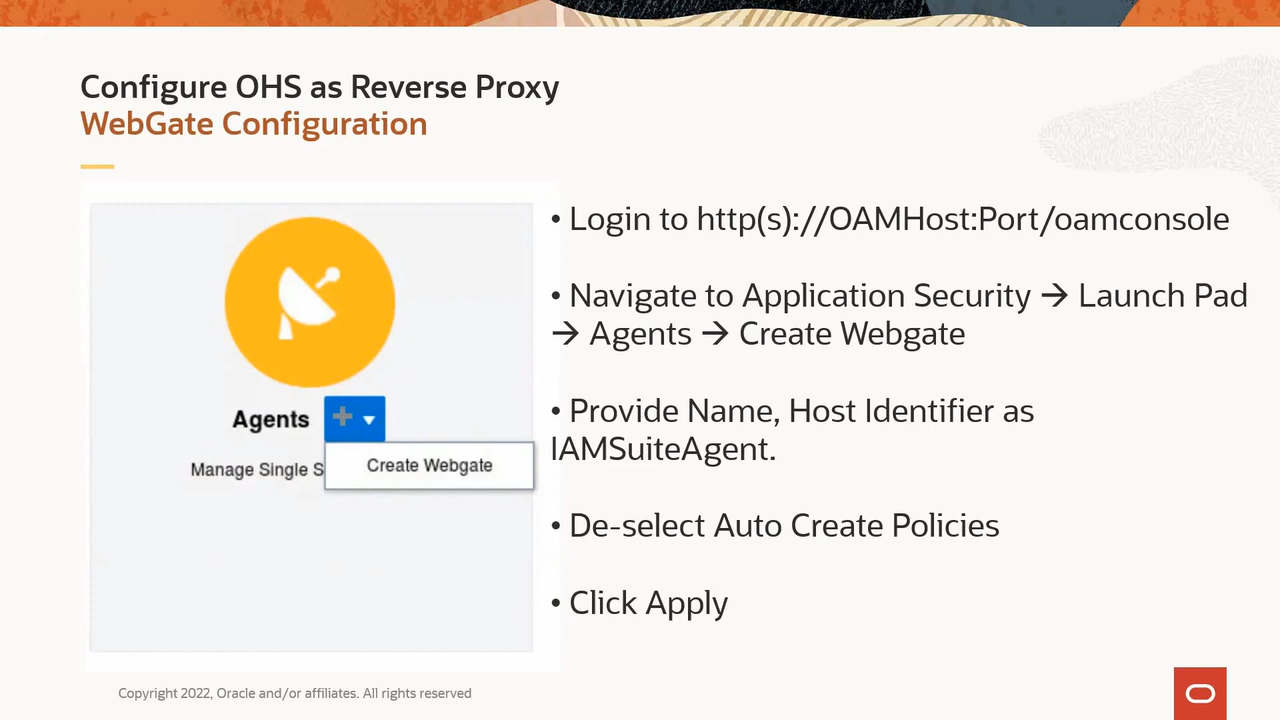 Configure OHS as Reverse Proxy
WebGate Configuration
Agents
Manage Single S
Create Webgate
• Login to http(s)://OAMHost:Port/oamconsole
• Navigate to Application Security → Launch Pad
→ Agents → Create Webgate
• Provide Name, Host Identifier as
IAMSuiteAgent.
• De-select Auto Create Policies
• Click Apply
Copyright 2022, Oracle and/or affiliates. All rights reserved